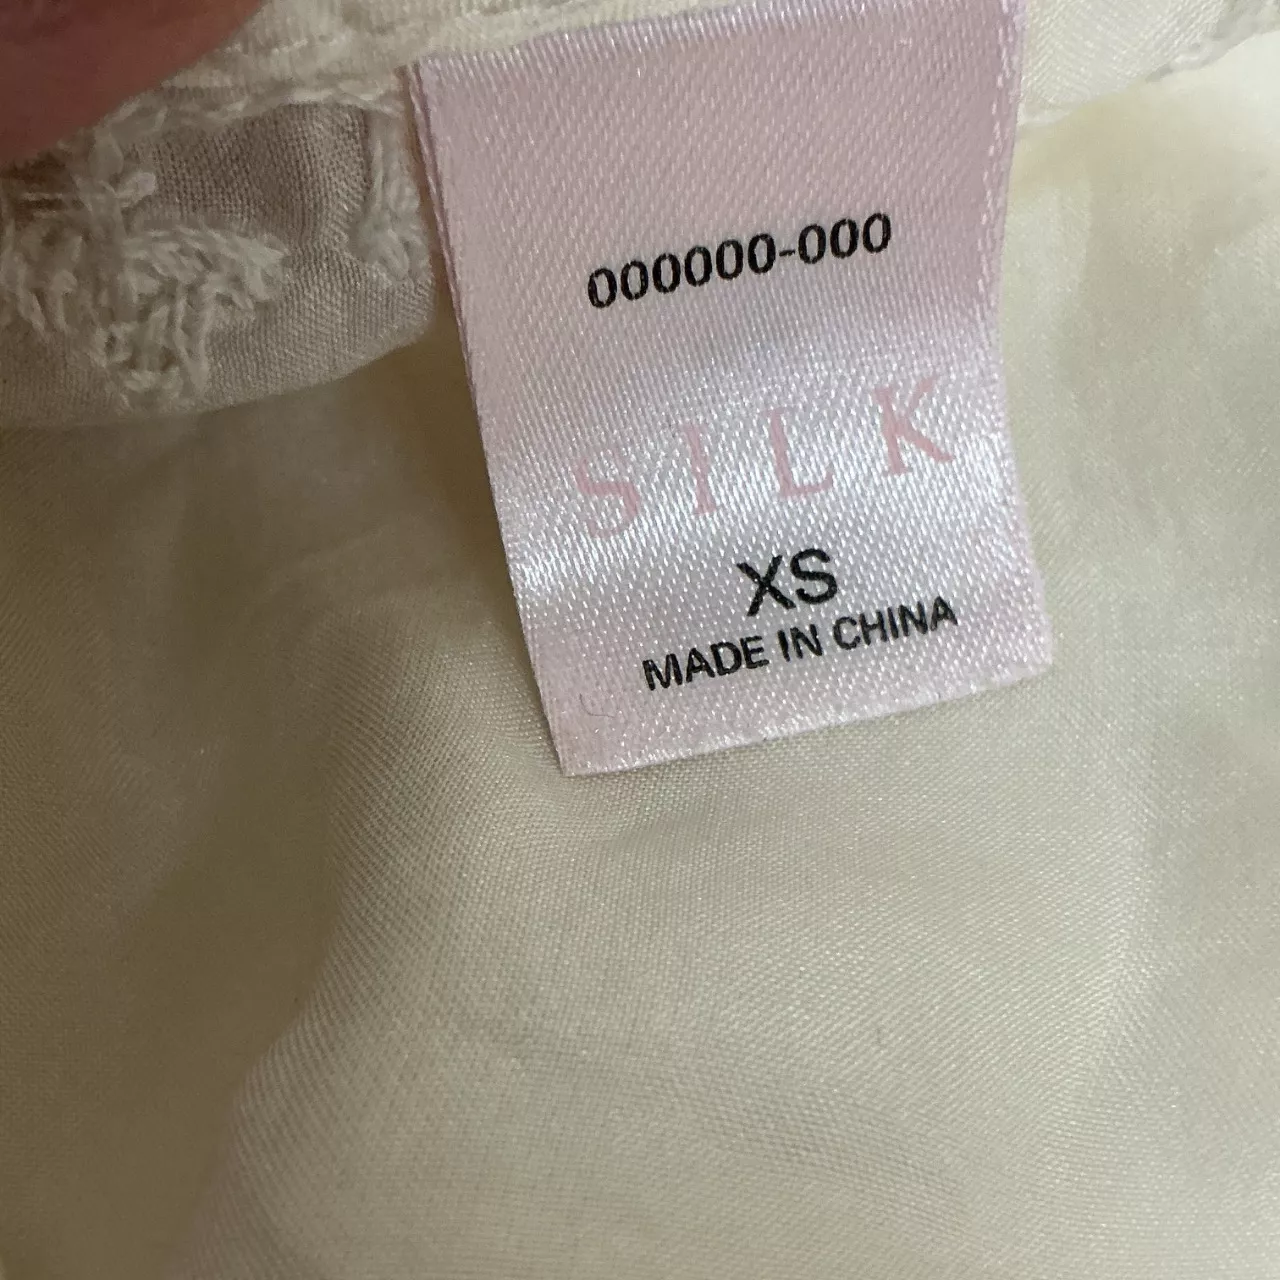 000000-000
SILK
XS
MADE IN CHINA